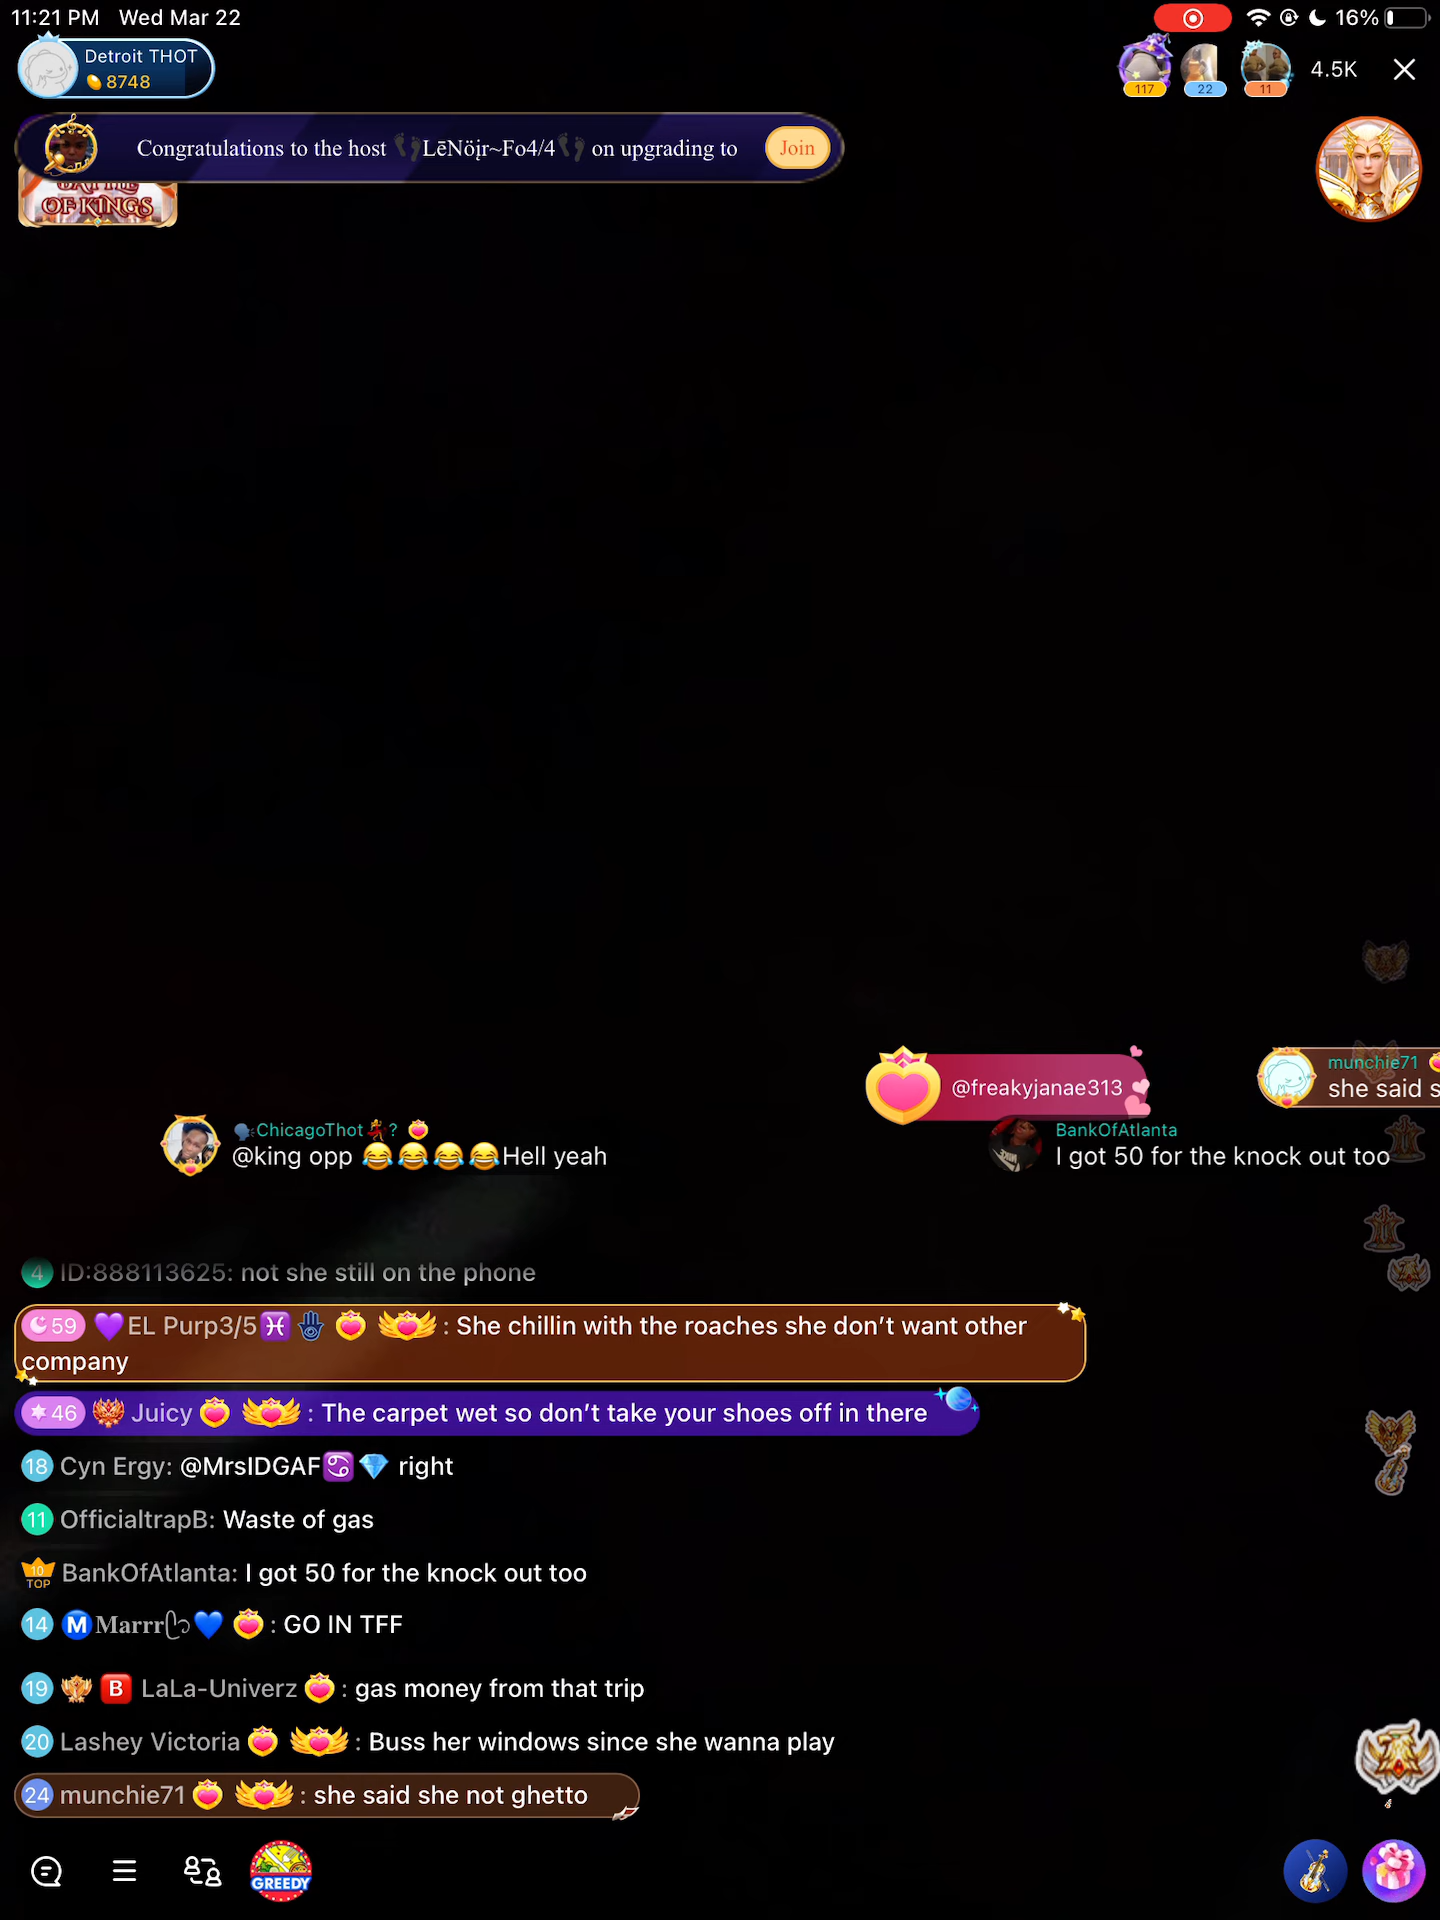 11:21 PM Wed Mar 22
16%
Detroit THOT
8748
117
22
11
4.5K
Congratulations to the host 👣LēNöįr~Fo4/4👣 on upgrading to
Join
BATTLE
OF KINGS
@freakyjanae313
munchie71
she said s
🗣ChicagoThot💃🏿?
@king opp 😂😂😂😂Hell yeah
BankOfAtlanta
I got 50 for the knock out too
4 ID:888113625: not she still on the phone
59 💜EL Purp3/5♓🪬 : She chillin with the roaches she don't want other
company
46 Juicy : The carpet wet so don't take your shoes off in there
18 Cyn Ergy: @MrsIDGAF♋💎 right
11 OfficialtrapB: Waste of gas
10 TOP BankOfAtlanta: I got 50 for the knock out too
14 Ⓜ️Marrr💙 : GO IN TFF
19 🅱️ LaLa-Univerz : gas money from that trip
20 Lashey Victoria : Buss her windows since she wanna play
24 munchie71 : she said she not ghetto
GREEDY